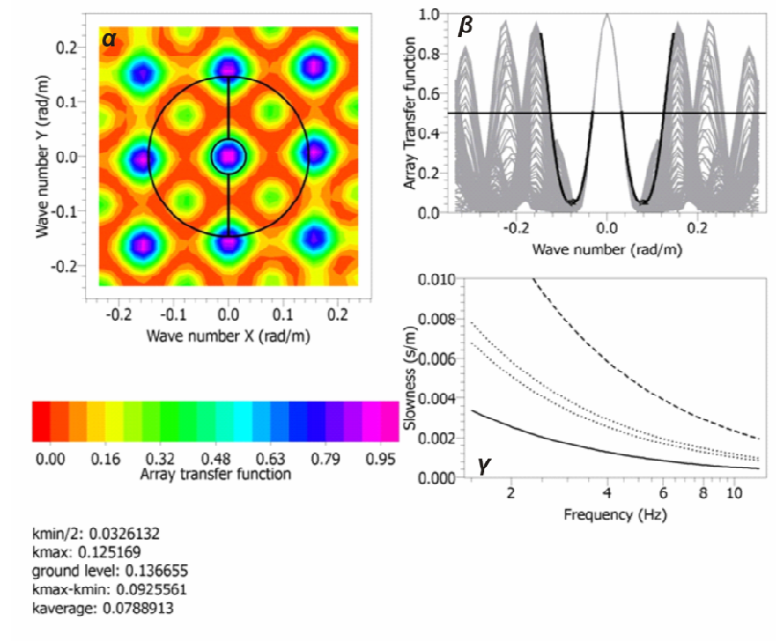 α
0.2
0.1
0.0
-0.1
-0.2
Wave number Y (rad/m)
-0.2 -0.1 0.0 0.1 0.2
Wave number X (rad/m)
β
1.0
0.8
0.6
0.4
0.2
0.0
Array Transfer function
-0.2 0.0 0.2
Wave number (rad/m)
0.010
0.008
0.006
0.004
0.002
0.000
Slowness (s/m)
γ
2 4 6 8 10
Frequency (Hz)
0.00 0.16 0.32 0.48 0.63 0.79 0.95
Array transfer function
kmin/2: 0.0326132
kmax: 0.125169
ground level: 0.136655
kmax-kmin: 0.0925561
kaverage: 0.0788913